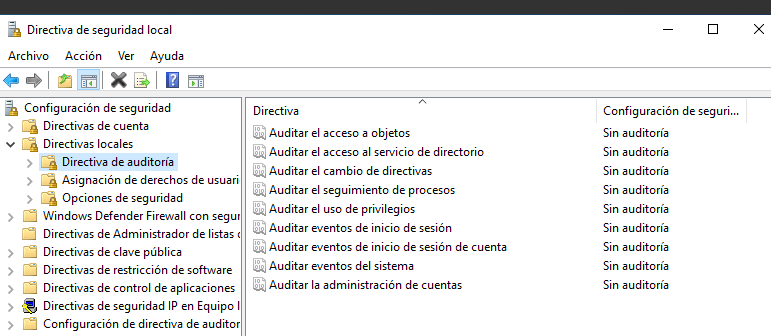 Directiva de seguridad local
Archivo Acción Ver Ayuda
Configuración de seguridad
Directivas de cuenta
Directivas locales
Directiva de auditoría
Asignación de derechos de usuari
Opciones de seguridad
Windows Defender Firewall con segur
Directivas de Administrador de listas d
Directivas de clave pública
Directivas de restricción de software
Directivas de control de aplicaciones
Directivas de seguridad IP en Equipo l
Configuración de directiva de auditor
Directiva Configuración de seguri...
Auditar el acceso a objetos Sin auditoría
Auditar el acceso al servicio de directorio Sin auditoría
Auditar el cambio de directivas Sin auditoría
Auditar el seguimiento de procesos Sin auditoría
Auditar el uso de privilegios Sin auditoría
Auditar eventos de inicio de sesión Sin auditoría
Auditar eventos de inicio de sesión de cuenta Sin auditoría
Auditar eventos del sistema Sin auditoría
Auditar la administración de cuentas Sin auditoría